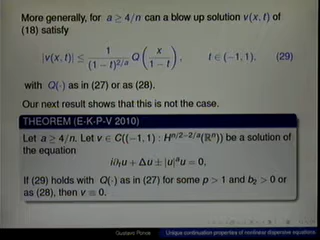 More generally, for a ≥ 4/n can a blow up solution v(x, t) of
(18) satisfy
|v(x, t)| ≤ 1/(1 − t)^{2/a} Q(x/(1 − t)), t ∈ (−1, 1), (29)
with Q(·) as in (27) or as (28).
Our next result shows that this is not the case.
THEOREM (E-K-P-V 2010)
Let a ≥ 4/n. Let v ∈ C((−1, 1) : H^{n/2−2/a}(ℝⁿ)) be a solution of
the equation
i∂ₜu + Δu ± |u|ᵃu = 0,
If (29) holds with Q(·) as in (27) for some p > 1 and b₂ > 0 or
as (28), then v ≡ 0.
Gustavo Ponce Unique continuation properties of nonlinear dispersive equations